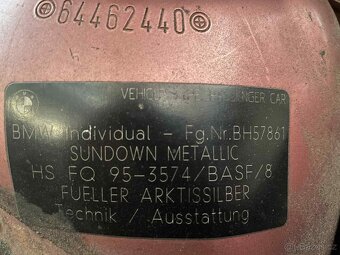 64462440
BMW Individual - Fg.Nr.BH57861
SUNDOWN METALLIC
HS FQ 95-3574/BASF/8
FUELLER ARKTISSILBER
Technik / Ausstattung